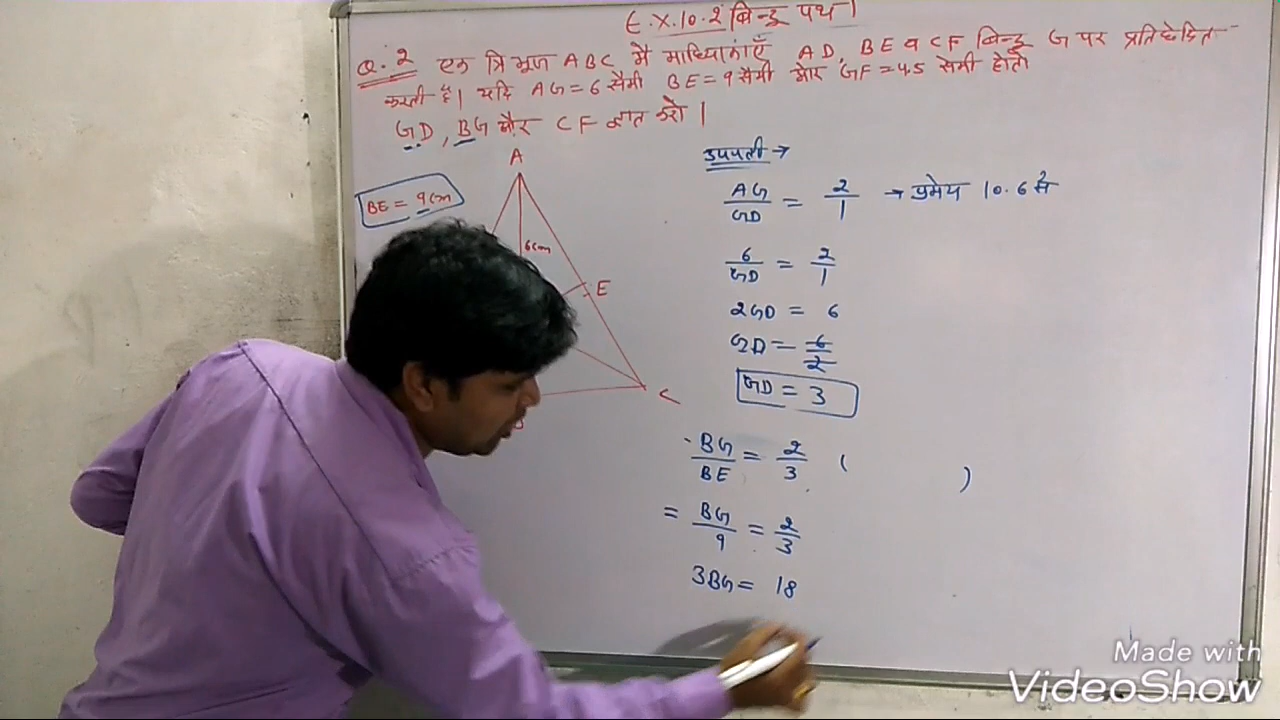 E.X.10.2 बिन्दु पथ।
Q.2 एक त्रिभुज ABC में माध्यिकाएँ AD, BE व CF बिन्दु G पर प्रतिच्छेदित
करती है। यदि AG = 6 सेमी BE = 9 सेमी और GF = 4.5 सेमी हो तो
GD, BG और CF ज्ञात करो।
उपपती →
A
BE = 9cm
6cm
E
C
AG/GD = 2/1 → प्रमेय 10.6 से
6/GD = 2/1
2GD = 6
GD = 6/2
GD = 3
BG/BE = 2/3 ( )
= BG/9 = 2/3
3BG = 18
Made with
VideoShow